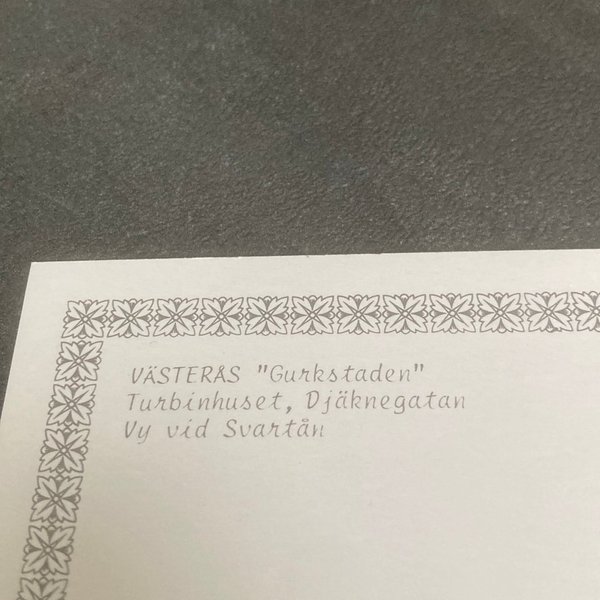 VÄSTERÅS "Gurkstaden"
Turbinhuset, Djäknegatan
Vy vid Svartån